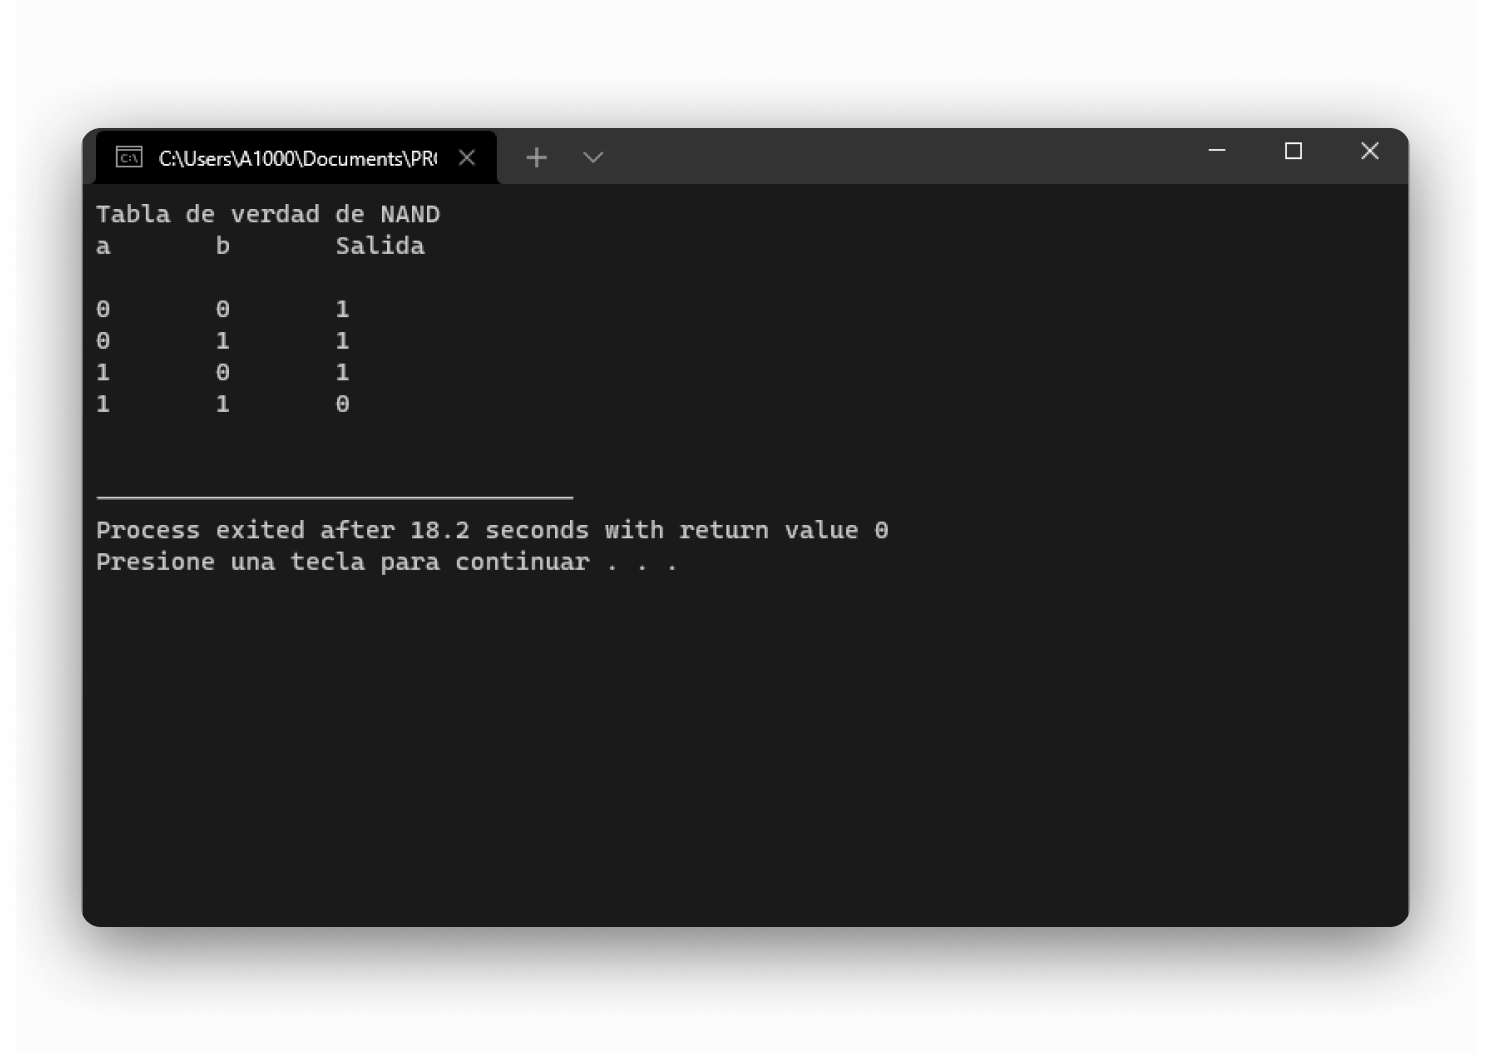 C:\Users\A1000\Documents\PR
Tabla de verdad de NAND
a b Salida
0 0 1
0 1 1
1 0 1
1 1 0
Process exited after 18.2 seconds with return value 0
Presione una tecla para continuar . . .